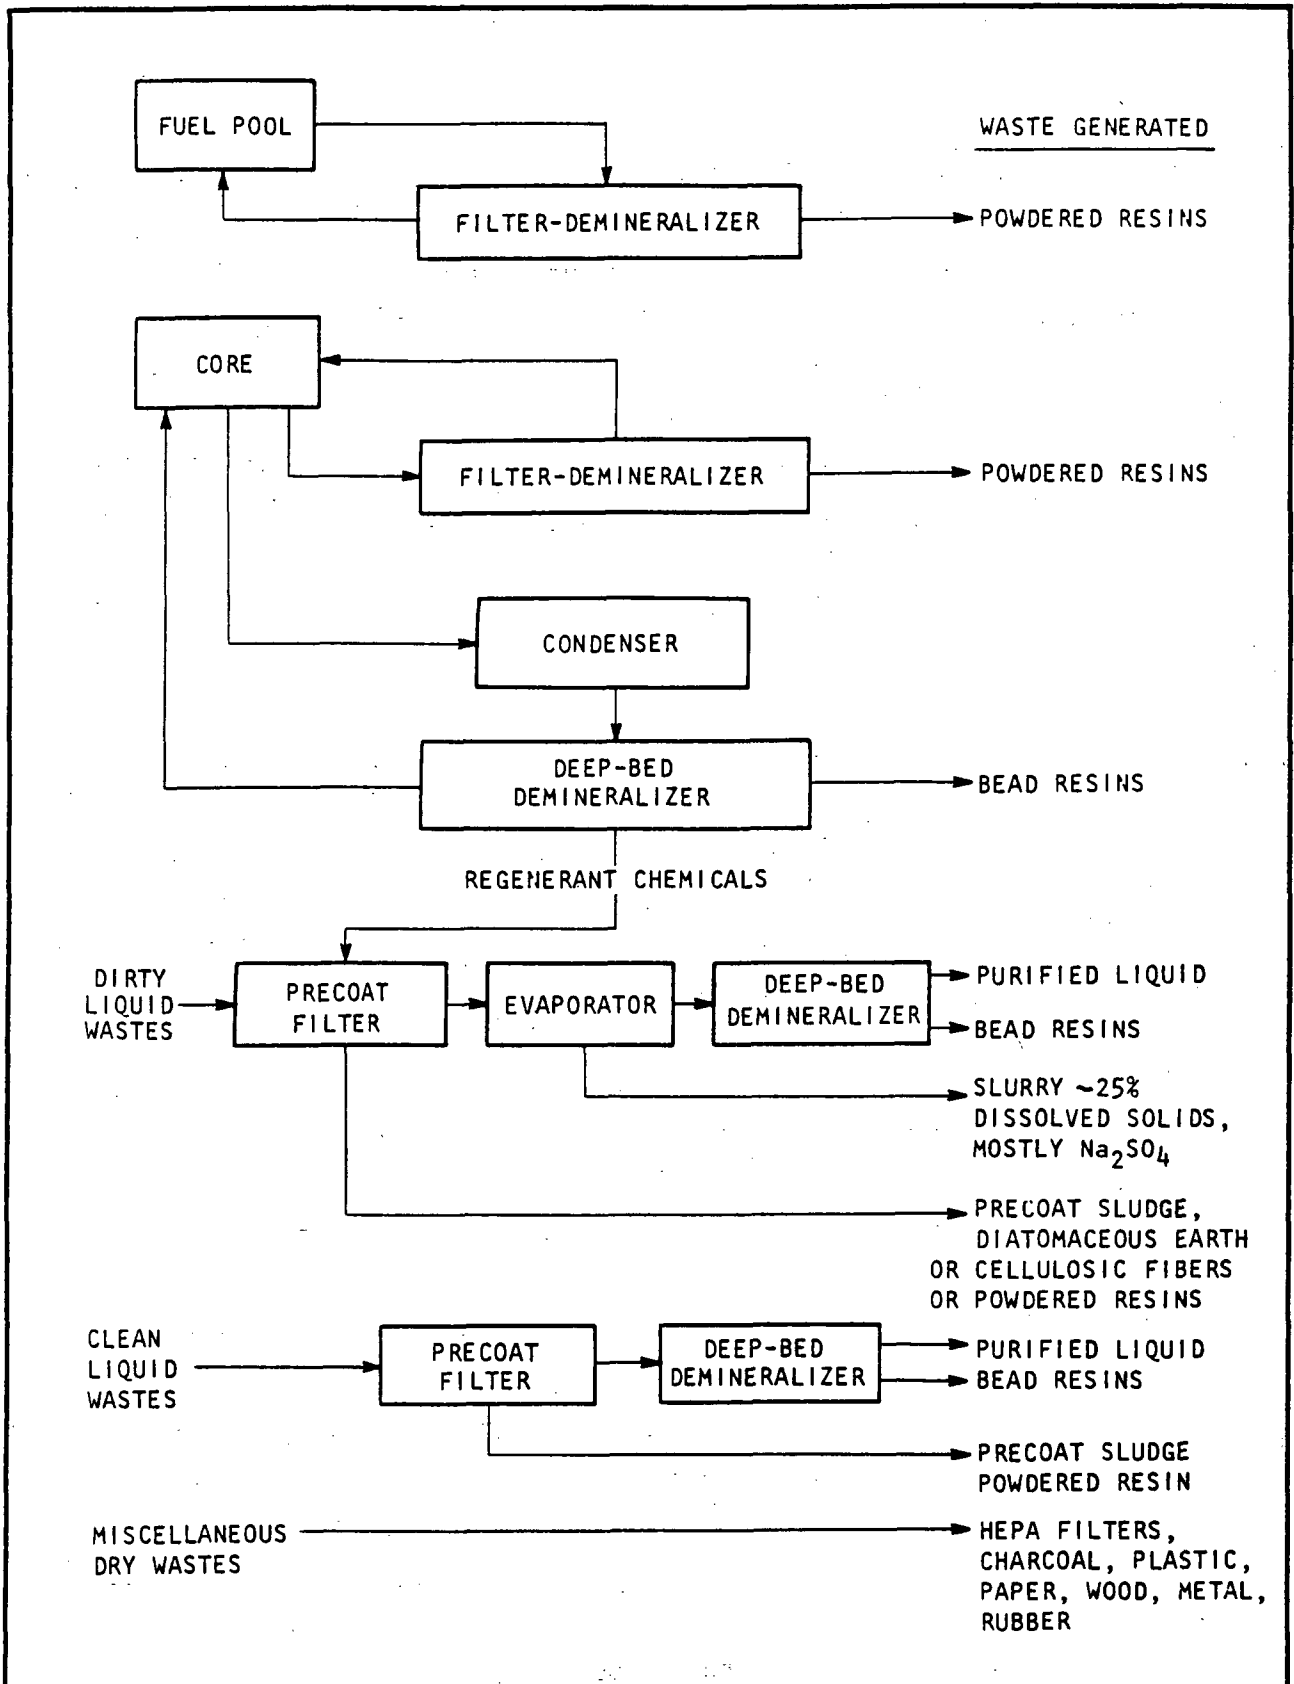 FUEL POOL
WASTE GENERATED
FILTER-DEMINERALIZER
POWDERED RESINS
CORE
FILTER-DEMINERALIZER
POWDERED RESINS
CONDENSER
DEEP-BED
DEMINERALIZER
BEAD RESINS
REGENERANT CHEMICALS
DIRTY
LIQUID
WASTES
PRECOAT
FILTER
EVAPORATOR
DEEP-BED
DEMINERALIZER
PURIFIED LIQUID
BEAD RESINS
SLURRY ~25%
DISSOLVED SOLIDS,
MOSTLY Na₂SO₄
PRECOAT SLUDGE,
DIATOMACEOUS EARTH
OR CELLULOSIC FIBERS
OR POWDERED RESINS
CLEAN
LIQUID
WASTES
PRECOAT
FILTER
DEEP-BED
DEMINERALIZER
PURIFIED LIQUID
BEAD RESINS
PRECOAT SLUDGE
POWDERED RESIN
MISCELLANEOUS
DRY WASTES
HEPA FILTERS,
CHARCOAL, PLASTIC,
PAPER, WOOD, METAL,
RUBBER